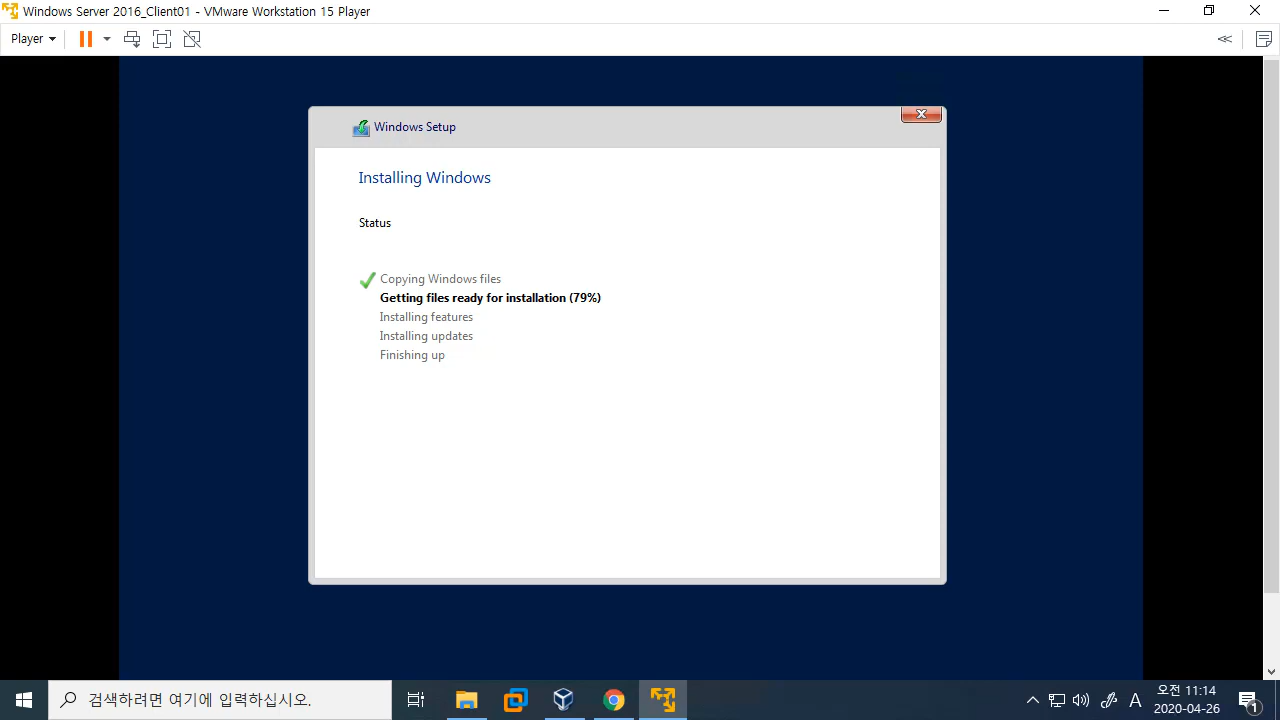 Windows Server 2016_Client01 - VMware Workstation 15 Player
Player
Windows Setup
Installing Windows
Status
Copying Windows files
Getting files ready for installation (79%)
Installing features
Installing updates
Finishing up
검색하려면 여기에 입력하십시오.
A
오전 11:14
2020-04-26
1